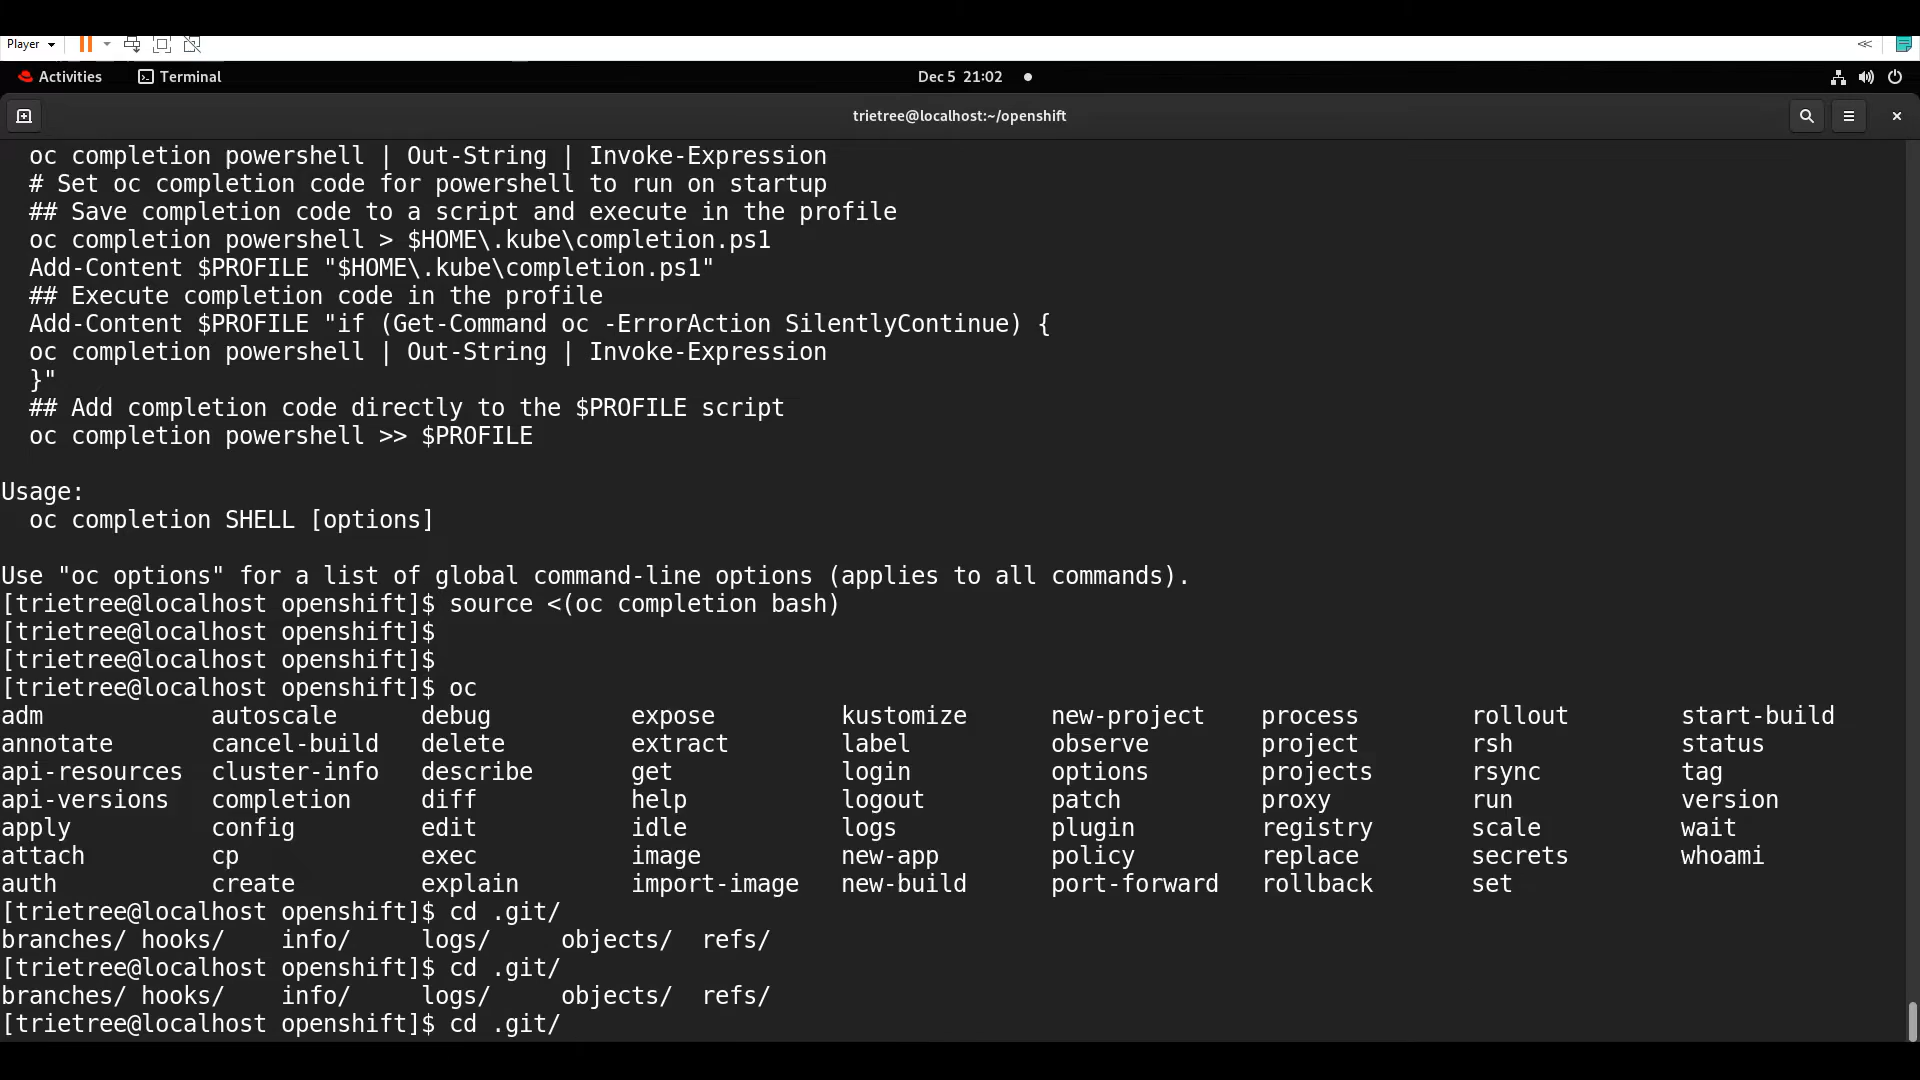 Player
Activities Terminal Dec 5 21:02
trietree@localhost:~/openshift
oc completion powershell | Out-String | Invoke-Expression
# Set oc completion code for powershell to run on startup
## Save completion code to a script and execute in the profile
oc completion powershell > $HOME\.kube\completion.ps1
Add-Content $PROFILE "$HOME\.kube\completion.ps1"
## Execute completion code in the profile
Add-Content $PROFILE "if (Get-Command oc -ErrorAction SilentlyContinue) {
oc completion powershell | Out-String | Invoke-Expression
}"
## Add completion code directly to the $PROFILE script
oc completion powershell >> $PROFILE
Usage:
oc completion SHELL [options]
Use "oc options" for a list of global command-line options (applies to all commands).
[trietree@localhost openshift]$ source <(oc completion bash)
[trietree@localhost openshift]$
[trietree@localhost openshift]$
[trietree@localhost openshift]$ oc
adm autoscale debug expose kustomize new-project process rollout start-build
annotate cancel-build delete extract label observe project rsh status
api-resources cluster-info describe get login options projects rsync tag
api-versions completion diff help logout patch proxy run version
apply config edit idle logs plugin registry scale wait
attach cp exec image new-app policy replace secrets whoami
auth create explain import-image new-build port-forward rollback set
[trietree@localhost openshift]$ cd .git/
branches/ hooks/ info/ logs/ objects/ refs/
[trietree@localhost openshift]$ cd .git/
branches/ hooks/ info/ logs/ objects/ refs/
[trietree@localhost openshift]$ cd .git/